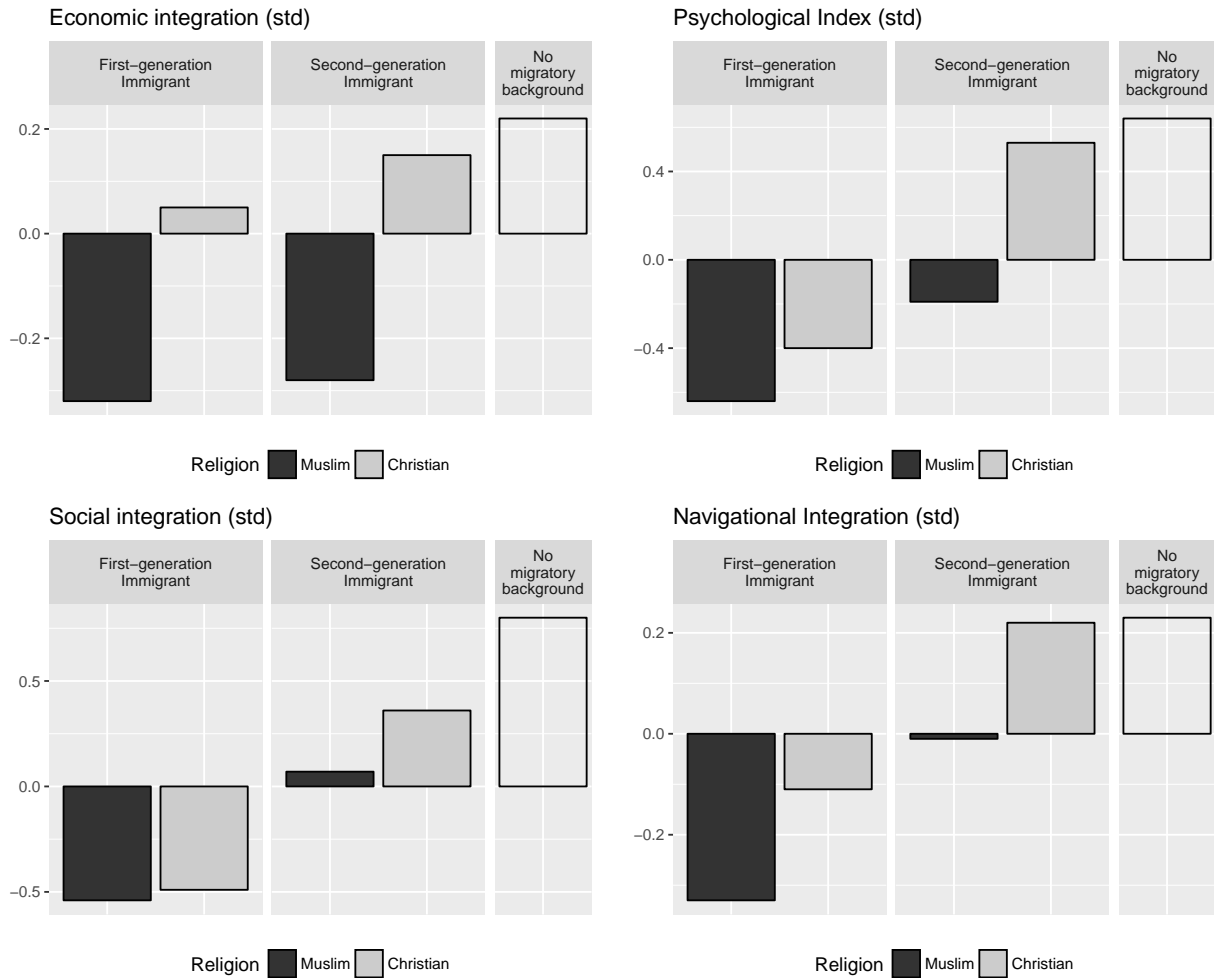 Economic integration (std)
First−generation
Immigrant
Second−generation
Immigrant
No
migratory
background
0.2
0.0
−0.2
Religion Muslim Christian
Psychological Index (std)
First−generation
Immigrant
Second−generation
Immigrant
No
migratory
background
0.4
0.0
−0.4
Religion Muslim Christian
Social integration (std)
First−generation
Immigrant
Second−generation
Immigrant
No
migratory
background
0.5
0.0
−0.5
Religion Muslim Christian
Navigational Integration (std)
First−generation
Immigrant
Second−generation
Immigrant
No
migratory
background
0.2
0.0
−0.2
Religion Muslim Christian